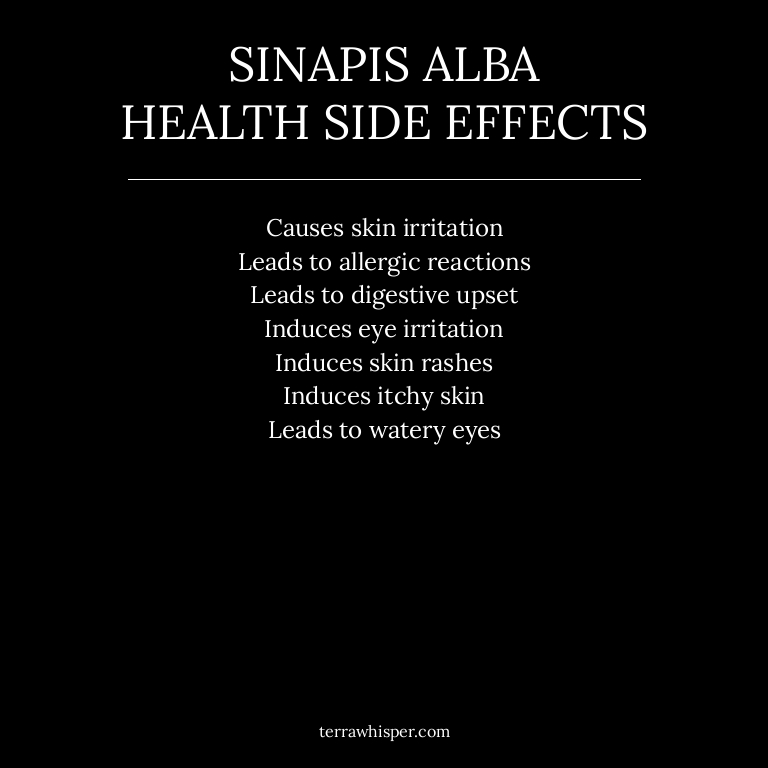 SINAPIS ALBA
HEALTH SIDE EFFECTS
Causes skin irritation
Leads to allergic reactions
Leads to digestive upset
Induces eye irritation
Induces skin rashes
Induces itchy skin
Leads to watery eyes
terrawhisper.com